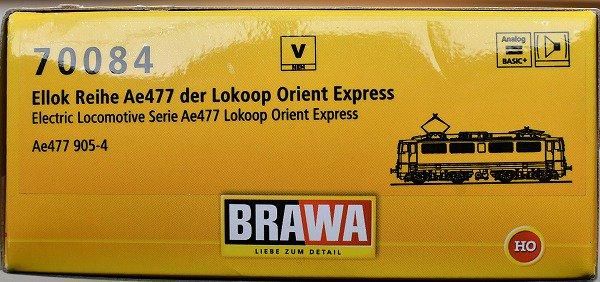 70084
V
NEM
Analog
BASIC+
Ellok Reihe Ae477 der Lokoop Orient Express
Electric Locomotive Serie Ae477 Lokoop Orient Express
Ae477 905-4
BRAWA
LIEBE ZUM DETAIL
HO